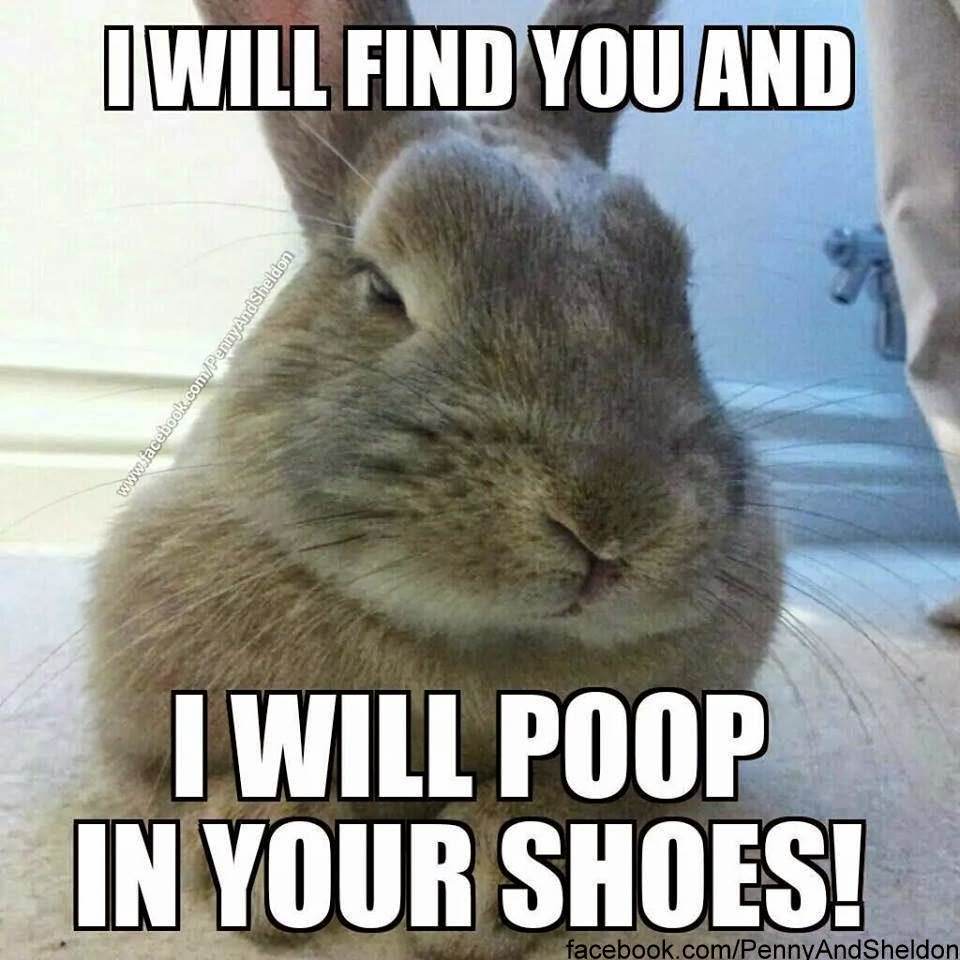 I WILL FIND YOU AND
www.facebook.com/PennyAndSheldon
I WILL POOP
IN YOUR SHOES!
facebook.com/PennyAndSheldon